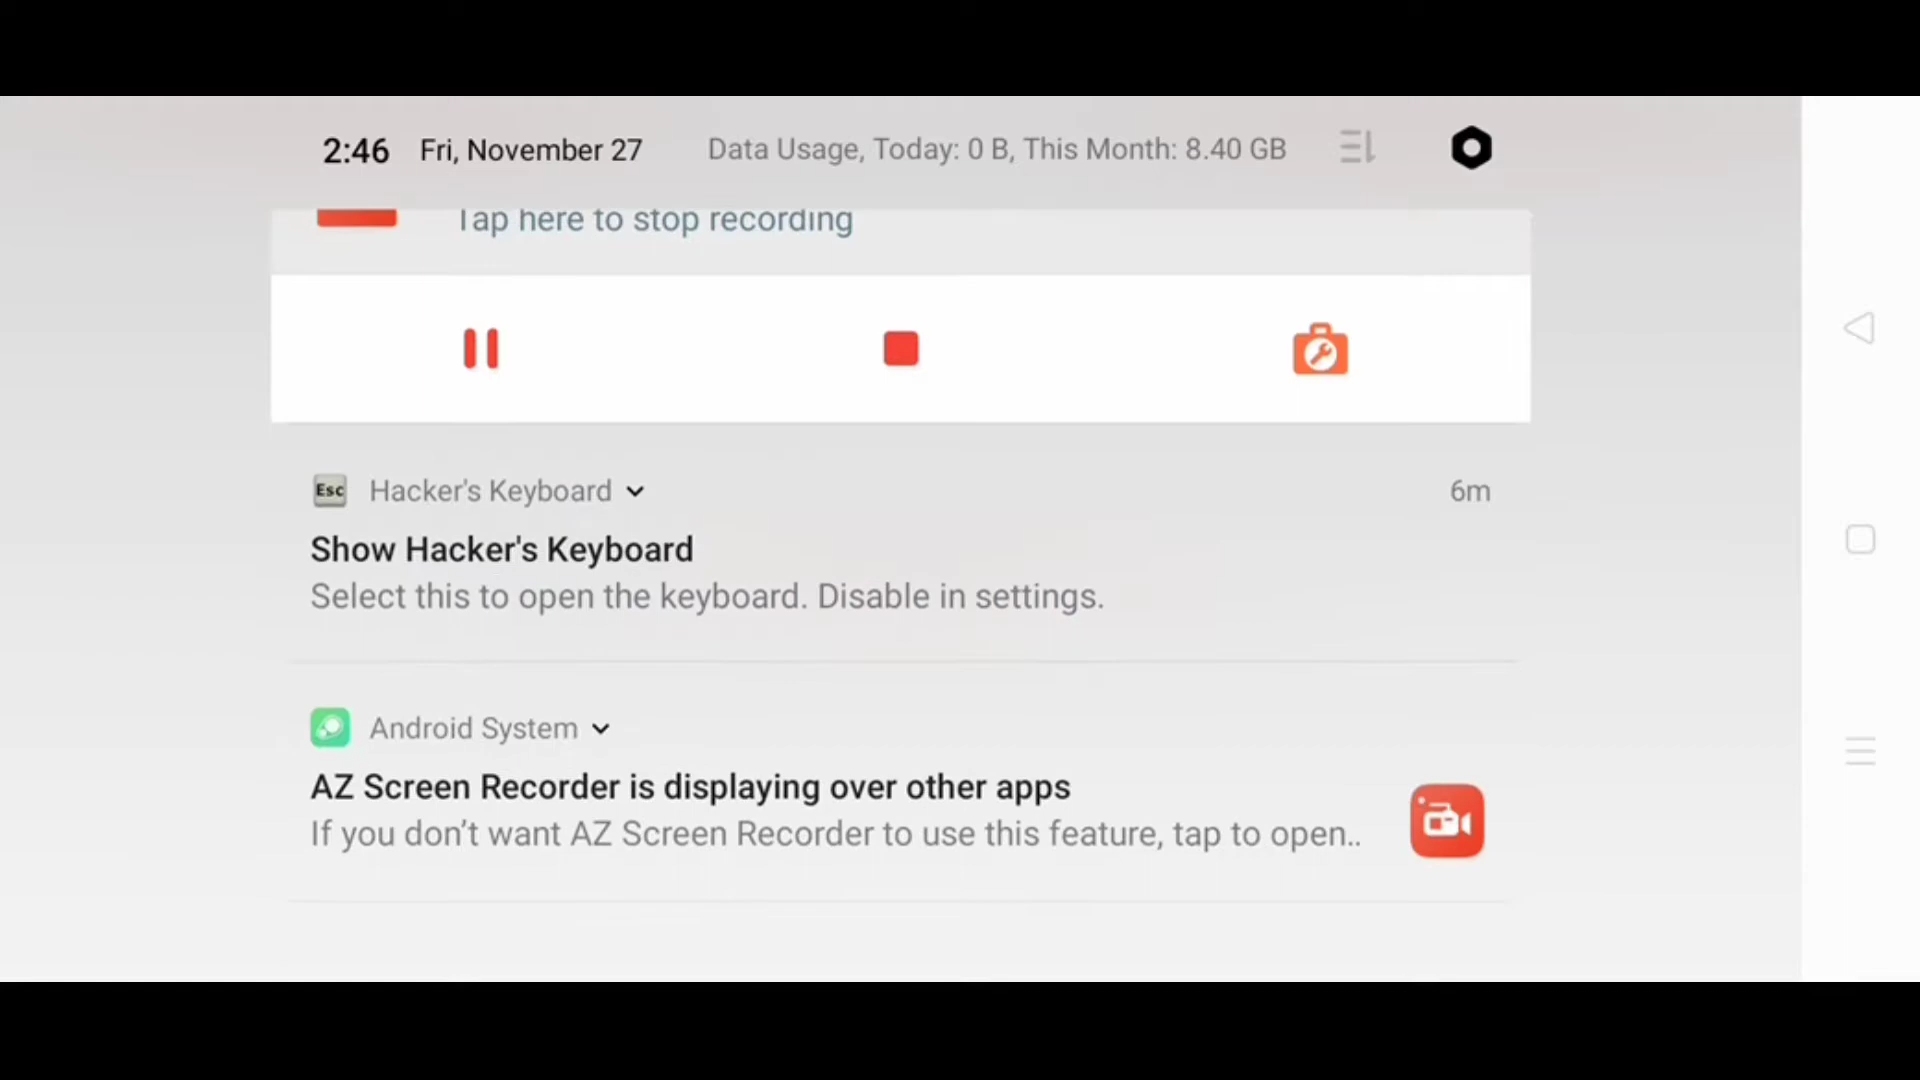 2:46 Fri, November 27 Data Usage, Today: 0 B, This Month: 8.40 GB
Tap here to stop recording
Esc Hacker's Keyboard 6m
Show Hacker's Keyboard
Select this to open the keyboard. Disable in settings.
Android System
AZ Screen Recorder is displaying over other apps
If you don’t want AZ Screen Recorder to use this feature, tap to open..